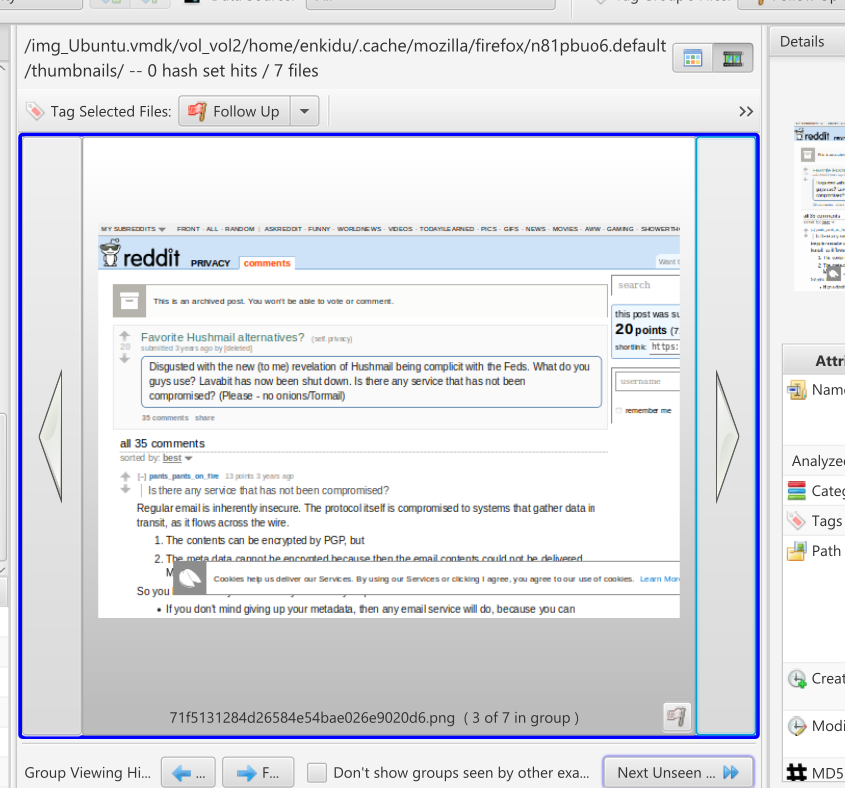 /img_Ubuntu.vmdk/vol_vol2/home/enkidu/.cache/mozilla/firefox/n81pbuo6.default
/thumbnails/ -- 0 hash set hits / 7 files
Tag Selected Files: Follow Up
Details
MY SUBREDDITS FRONT - ALL - RANDOM | ASKREDDIT - FUNNY - WORLDNEWS - VIDEOS - TODAYILEARNED - PICS - GIFS - NEWS - MOVIES - AWW - GAMING - SHOWERTH
reddit PRIVACY comments
Want t
This is an archived post. You won't be able to vote or comment.
search
Favorite Hushmail alternatives? (self.privacy)
20
submitted 3 years ago by [deleted]
this post was su
20 points (7
shortlink: https:
Disgusted with the new (to me) revelation of Hushmail being complicit with the Feds. What do you
guys use? Lavabit has now been shut down. Is there any service that has not been
compromised? (Please - no onions/Tormail)
username
remember me
35 comments share
all 35 comments
sorted by: best
[-] pants_pants_on_fire 13 points 3 years ago
Is there any service that has not been compromised?
Regular email is inherently insecure. The protocol itself is compromised to systems that gather data in
transit, as it flows across the wire.
1. The contents can be encrypted by PGP, but
2. The meta data cannot be encrypted because then the email contents could not be delivered
M
Cookies help us deliver our Services. By using our Services or clicking I agree, you agree to our use of cookies. Learn Mor
So you
• If you don't mind giving up your metadata, then any email service will do, because you can
71f5131284d26584e54bae026e9020d6.png ( 3 of 7 in group )
Group Viewing Hi... ... F... Don't show groups seen by other exa... Next Unseen ...
Attri
Name
Analyzed
Categ
Tags
Path
Creat
Modi
MD5